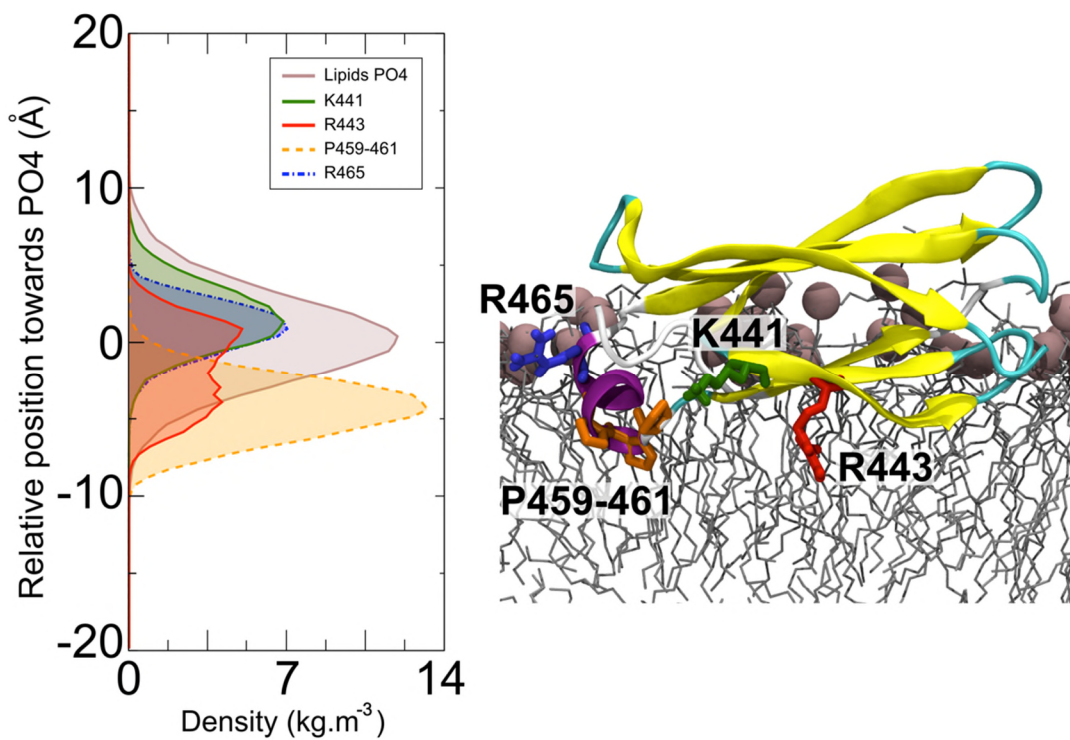 Relative position towards PO4 (Å)
20
10
0
-10
-20
0 7 14
Density (kg.m⁻³)
Lipids PO4
K441
R443
P459-461
R465
R465
K441
R443
P459-461